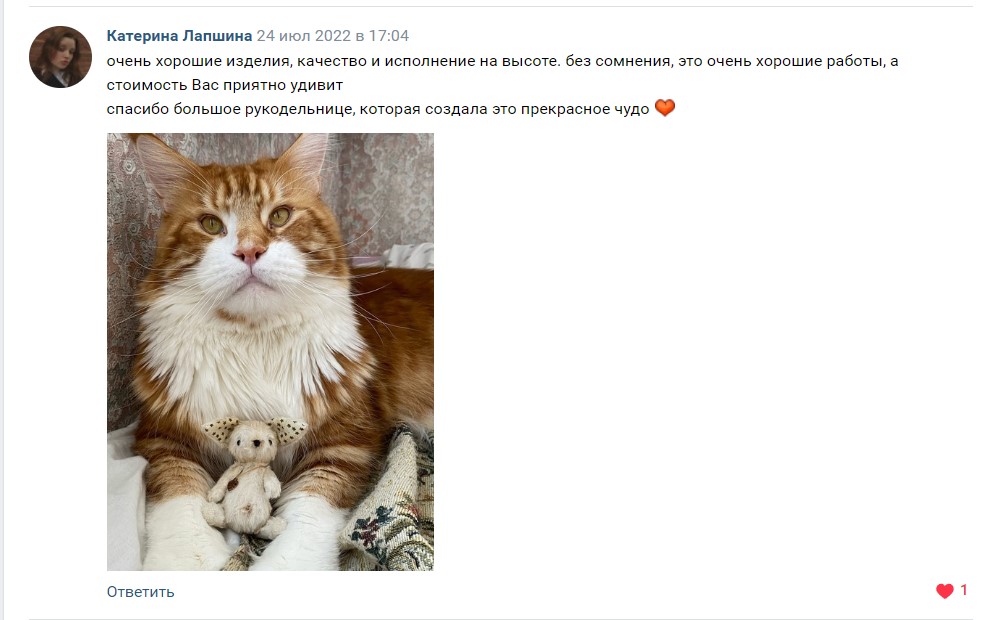 Катерина Лапшина 24 июл 2022 в 17:04
очень хорошие изделия, качество и исполнение на высоте. без сомнения, это очень хорошие работы, а
стоимость Вас приятно удивит
спасибо большое рукодельнице, которая создала это прекрасное чудо ❤️
Ответить
1